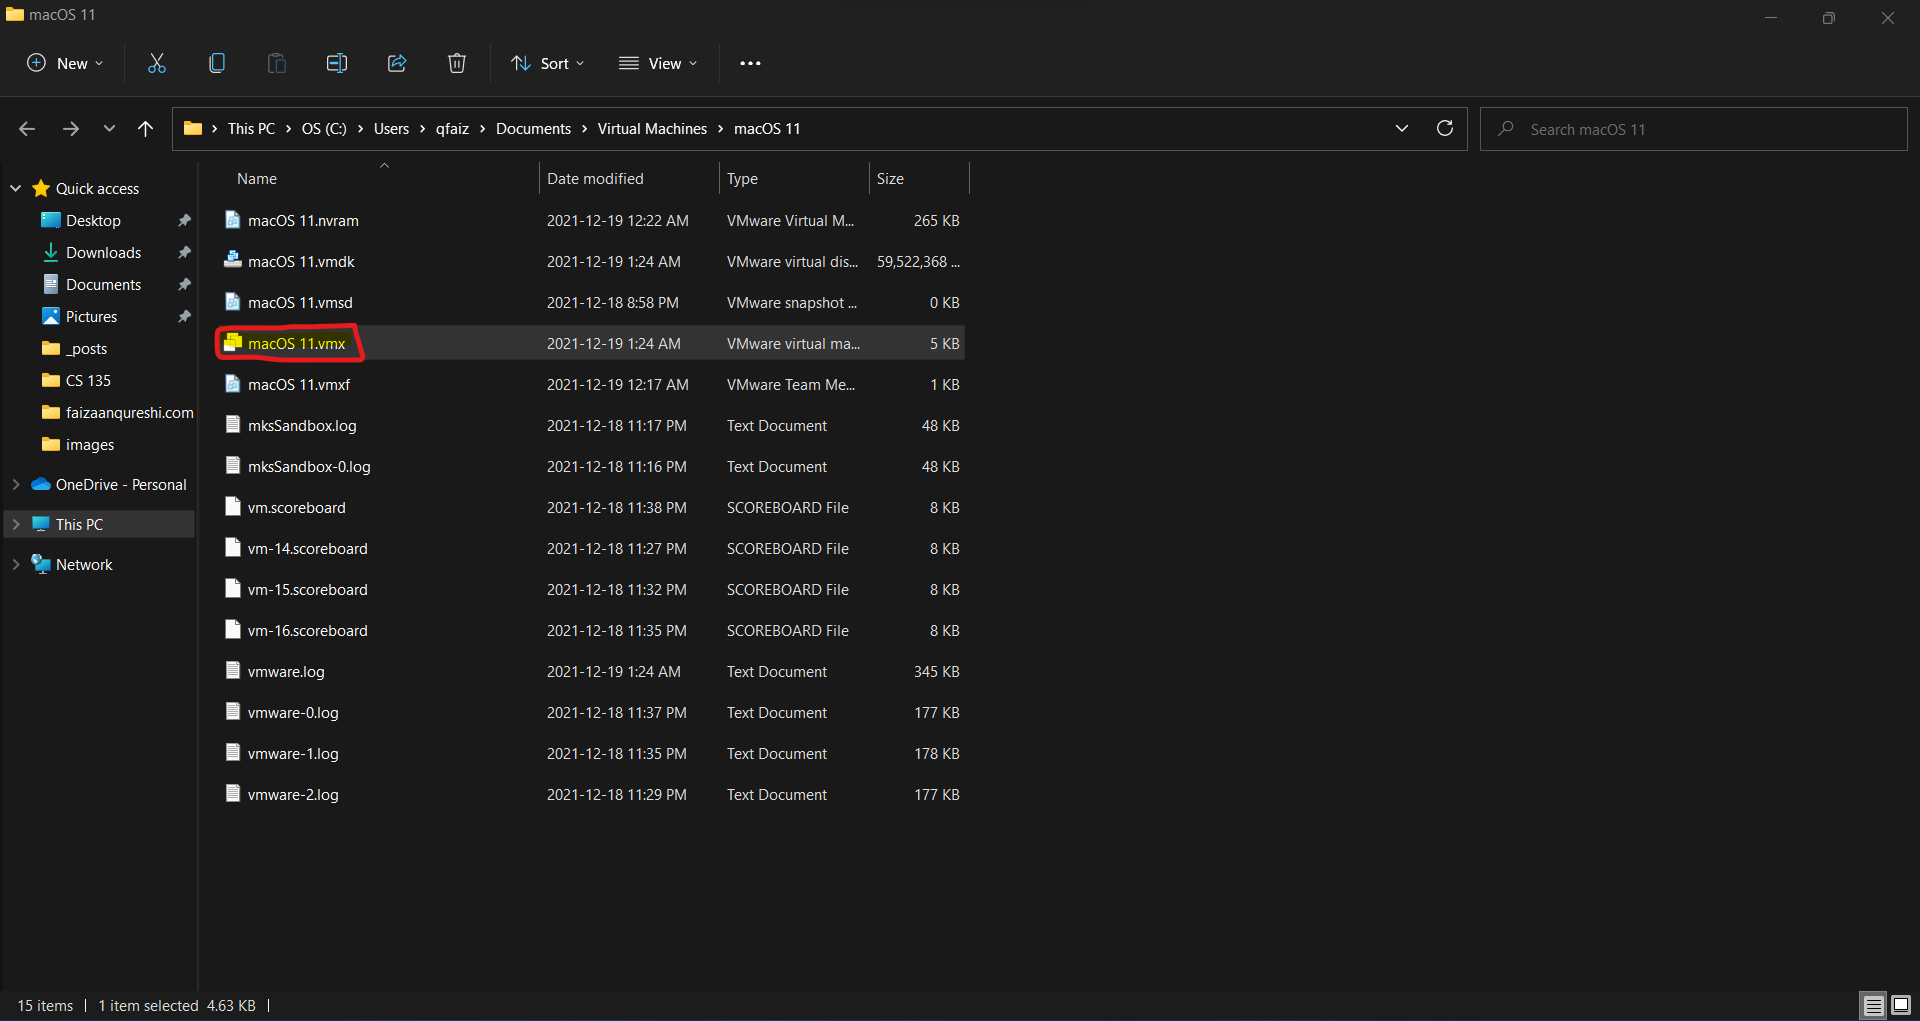 macOS 11
New
Sort
View
This PC > OS (C:) > Users > qfaiz > Documents > Virtual Machines > macOS 11
Search macOS 11
Quick access
Desktop
Downloads
Documents
Pictures
_posts
CS 135
faizaanqureshi.com
images
OneDrive - Personal
This PC
Network
Name Date modified Type Size
macOS 11.nvram 2021-12-19 12:22 AM VMware Virtual M... 265 KB
macOS 11.vmdk 2021-12-19 1:24 AM VMware virtual dis... 59,522,368 ...
macOS 11.vmsd 2021-12-18 8:58 PM VMware snapshot ... 0 KB
macOS 11.vmx 2021-12-19 1:24 AM VMware virtual ma... 5 KB
macOS 11.vmxf 2021-12-19 12:17 AM VMware Team Me... 1 KB
mksSandbox.log 2021-12-18 11:17 PM Text Document 48 KB
mksSandbox-0.log 2021-12-18 11:16 PM Text Document 48 KB
vm.scoreboard 2021-12-18 11:38 PM SCOREBOARD File 8 KB
vm-14.scoreboard 2021-12-18 11:27 PM SCOREBOARD File 8 KB
vm-15.scoreboard 2021-12-18 11:32 PM SCOREBOARD File 8 KB
vm-16.scoreboard 2021-12-18 11:35 PM SCOREBOARD File 8 KB
vmware.log 2021-12-19 1:24 AM Text Document 345 KB
vmware-0.log 2021-12-18 11:37 PM Text Document 177 KB
vmware-1.log 2021-12-18 11:35 PM Text Document 178 KB
vmware-2.log 2021-12-18 11:29 PM Text Document 177 KB
15 items | 1 item selected 4.63 KB |